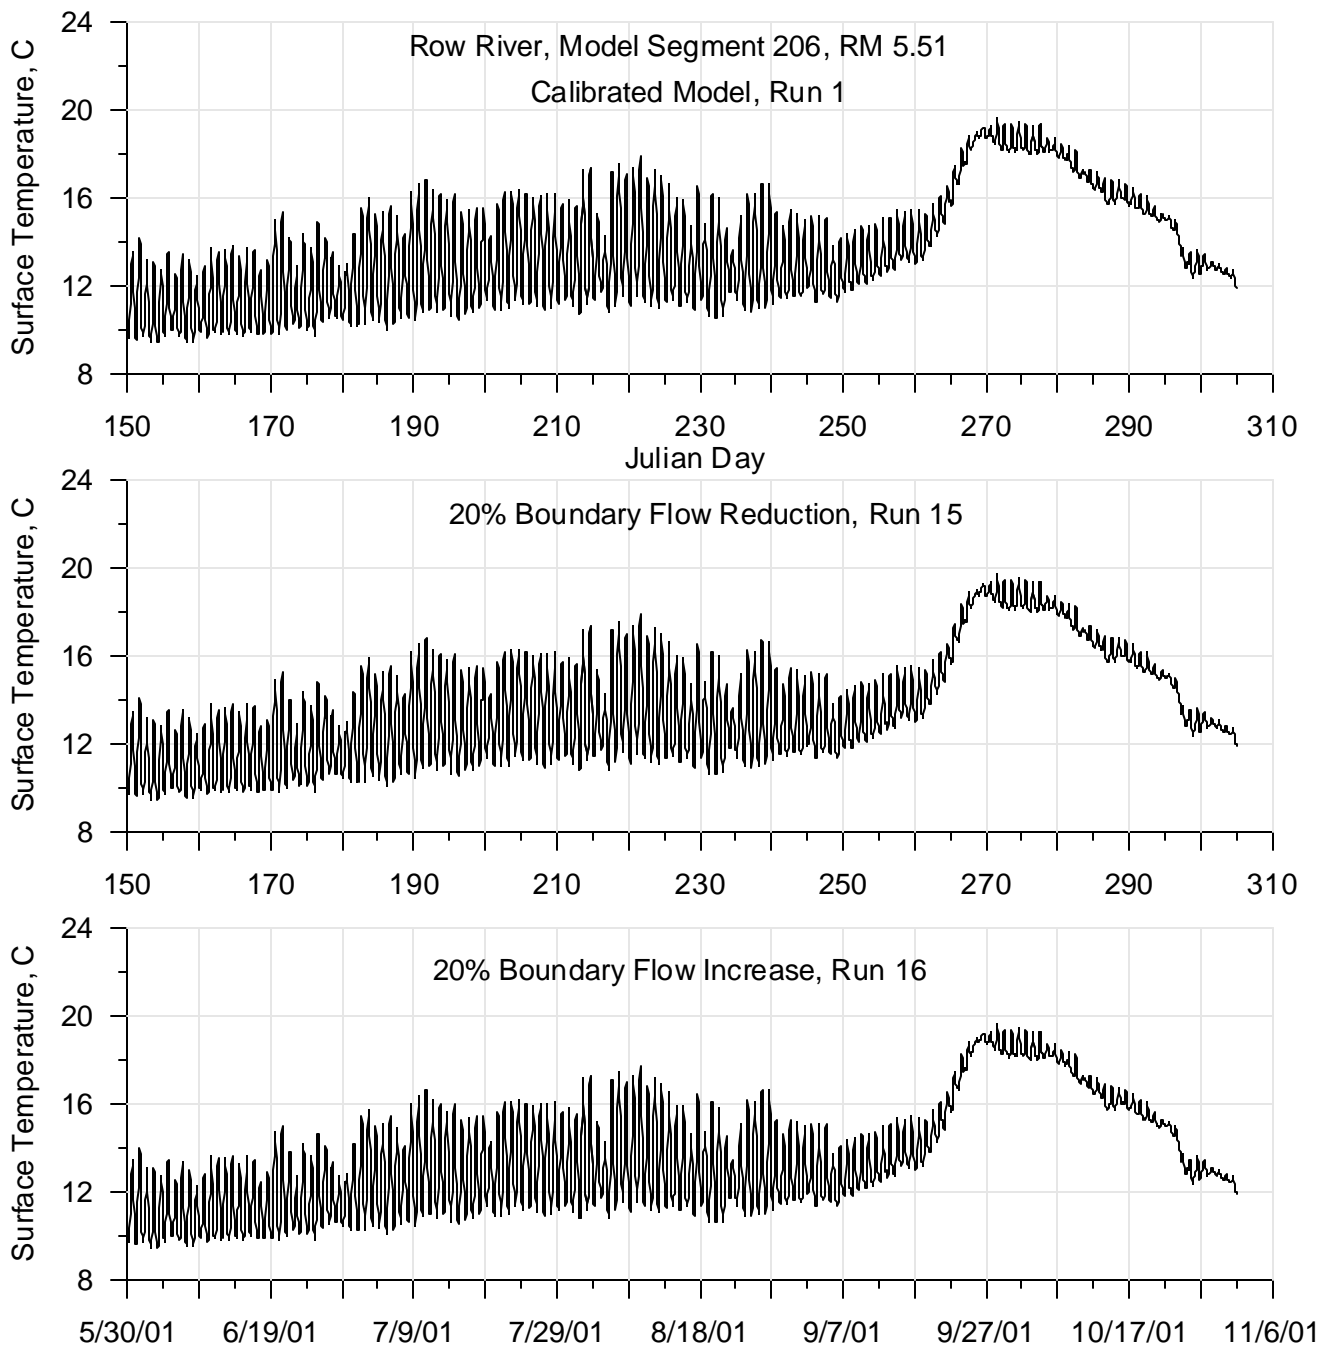 24
Row River, Model Segment 206, RM 5.51
Calibrated Model, Run 1
20
16
12
8
Surface Temperature, C
150 170 190 210 230 250 270 290 310
Julian Day
24
20% Boundary Flow Reduction, Run 15
20
16
12
8
Surface Temperature, C
150 170 190 210 230 250 270 290 310
24
20% Boundary Flow Increase, Run 16
20
16
12
8
Surface Temperature, C
5/30/01 6/19/01 7/9/01 7/29/01 8/18/01 9/7/01 9/27/01 10/17/01 11/6/01